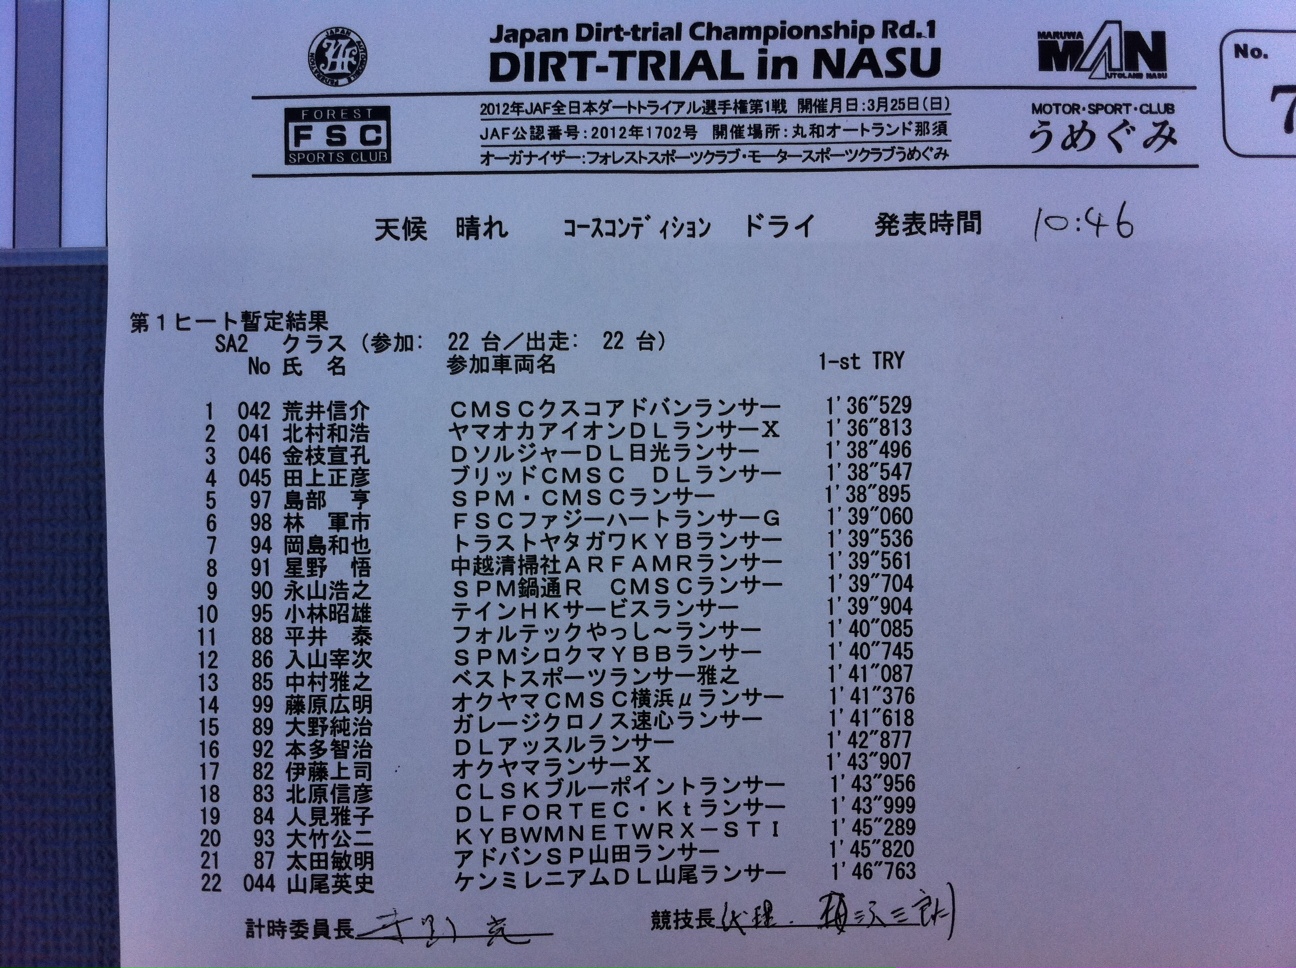 Japan Dirt-trial Championship Rd.1
DIRT-TRIAL in NASU
JAPAN AUTOMOBILE FEDERATION
FOREST
FSC
SPORTS CLUB
2012年JAF全日本ダートトライアル選手権第1戦 開催月日:3月25日(日)
JAF公認番号:2012年1702号 開催場所:丸和オートランド那須
オーガナイザー:フォレストスポーツクラブ・モータースポーツクラブうめぐみ
MARUWA
MAN
AUTOLAND NASU
MOTOR・SPORT・CLUB
うめぐみ
No.
7
天候 晴れ ｺｰｽｺﾝﾃﾞｨｼｮﾝ ドライ 発表時間 10:46
第1ヒート暫定結果
SA2 クラス (参加: 22 台/出走: 22 台)
No 氏 名 参加車両名 1-st TRY
1 042 荒井信介 CMSCクスコアドバンランサー 1'36"529
2 041 北村和浩 ヤマオカアイオンDLランサーX 1'36"813
3 046 金枝宣孔 DソルジャーDL日光ランサー 1'38"496
4 045 田上正彦 ブリッドCMSC DLランサー 1'38"547
5 97 島部 亨 SPM・CMSCランサー 1'38"895
6 98 林 軍市 FSCファジーハートランサーG 1'39"060
7 94 岡島和也 トラストヤタガワKYBランサー 1'39"536
8 91 星野 悟 中越清掃社ARFAMRランサー 1'39"561
9 90 永山浩之 SPM鍋通R CMSCランサー 1'39"704
10 95 小林昭雄 テインHKサービスランサー 1'39"904
11 88 平井 泰 フォルテックやっし～ランサー 1'40"085
12 86 入山宰次 SPMシロクマYBBランサー 1'40"745
13 85 中村雅之 ベストスポーツランサー雅之 1'41"087
14 99 藤原広明 オクヤマCMSC横浜μランサー 1'41"376
15 89 大野純治 ガレージクロノス速心ランサー 1'41"618
16 92 本多智治 DLアッスルランサー 1'42"877
17 82 伊藤上司 オクヤマランサーX 1'43"907
18 83 北原信彦 CLSKブルーポイントランサー 1'43"956
19 84 人見雅子 DLFORTEC・Ktランサー 1'43"999
20 93 大竹公二 KYBWMNETWRX－STI 1'45"289
21 87 太田敏明 アドバンSP山田ランサー 1'45"820
22 044 山尾英史 ケンミレニアムDL山尾ランサー 1'46"763
計時委員長 競技長 代理.